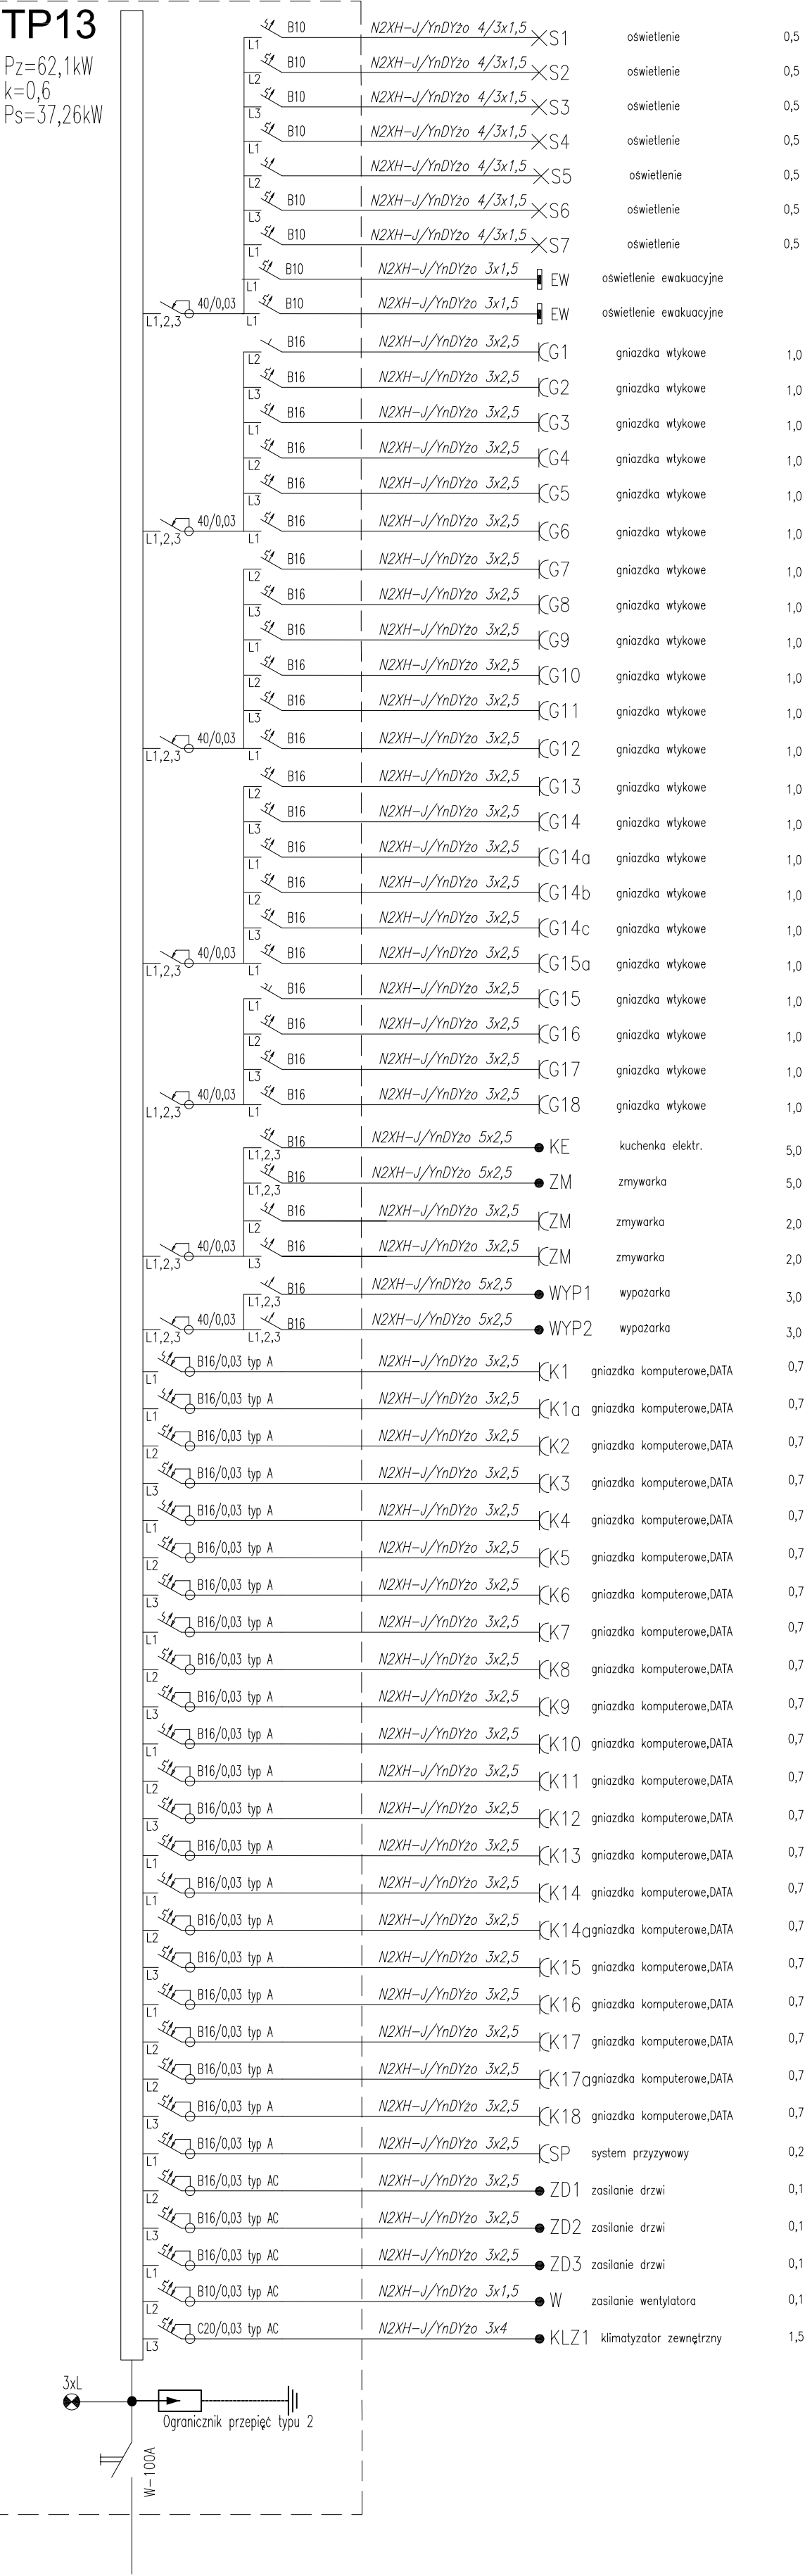 TP13
Pz=62,1kW
k=0,6
Ps=37,26kW
L1 B10 N2XH-J/YnDYżo 4/3x1,5 S1 oświetlenie 0,5
L2 B10 N2XH-J/YnDYżo 4/3x1,5 S2 oświetlenie 0,5
L3 B10 N2XH-J/YnDYżo 4/3x1,5 S3 oświetlenie 0,5
L1 B10 N2XH-J/YnDYżo 4/3x1,5 S4 oświetlenie 0,5
L2 N2XH-J/YnDYżo 4/3x1,5 S5 oświetlenie 0,5
L3 B10 N2XH-J/YnDYżo 4/3x1,5 S6 oświetlenie 0,5
L1 B10 N2XH-J/YnDYżo 4/3x1,5 S7 oświetlenie 0,5
L1 B10 N2XH-J/YnDYżo 3x1,5 EW oświetlenie ewakuacyjne
L1,2,3 40/0,03 L1 B10 N2XH-J/YnDYżo 3x1,5 EW oświetlenie ewakuacyjne
L2 B16 N2XH-J/YnDYżo 3x2,5 G1 gniazdka wtykowe 1,0
L3 B16 N2XH-J/YnDYżo 3x2,5 G2 gniazdka wtykowe 1,0
L1 B16 N2XH-J/YnDYżo 3x2,5 G3 gniazdka wtykowe 1,0
L2 B16 N2XH-J/YnDYżo 3x2,5 G4 gniazdka wtykowe 1,0
L3 B16 N2XH-J/YnDYżo 3x2,5 G5 gniazdka wtykowe 1,0
L1,2,3 40/0,03 L1 B16 N2XH-J/YnDYżo 3x2,5 G6 gniazdka wtykowe 1,0
L2 B16 N2XH-J/YnDYżo 3x2,5 G7 gniazdka wtykowe 1,0
L3 B16 N2XH-J/YnDYżo 3x2,5 G8 gniazdka wtykowe 1,0
L1 B16 N2XH-J/YnDYżo 3x2,5 G9 gniazdka wtykowe 1,0
L2 B16 N2XH-J/YnDYżo 3x2,5 G10 gniazdka wtykowe 1,0
L3 B16 N2XH-J/YnDYżo 3x2,5 G11 gniazdka wtykowe 1,0
L1,2,3 40/0,03 L1 B16 N2XH-J/YnDYżo 3x2,5 G12 gniazdka wtykowe 1,0
L2 B16 N2XH-J/YnDYżo 3x2,5 G13 gniazdka wtykowe 1,0
L3 B16 N2XH-J/YnDYżo 3x2,5 G14 gniazdka wtykowe 1,0
L1 B16 N2XH-J/YnDYżo 3x2,5 G14a gniazdka wtykowe 1,0
L2 B16 N2XH-J/YnDYżo 3x2,5 G14b gniazdka wtykowe 1,0
L3 B16 N2XH-J/YnDYżo 3x2,5 G14c gniazdka wtykowe 1,0
L1,2,3 40/0,03 L1 B16 N2XH-J/YnDYżo 3x2,5 G15a gniazdka wtykowe 1,0
L1 B16 N2XH-J/YnDYżo 3x2,5 G15 gniazdka wtykowe 1,0
L2 B16 N2XH-J/YnDYżo 3x2,5 G16 gniazdka wtykowe 1,0
L3 B16 N2XH-J/YnDYżo 3x2,5 G17 gniazdka wtykowe 1,0
L1,2,3 40/0,03 L1 B16 N2XH-J/YnDYżo 3x2,5 G18 gniazdka wtykowe 1,0
L1,2,3 B16 N2XH-J/YnDYżo 5x2,5 KE kuchenka elektr. 5,0
L1,2,3 B16 N2XH-J/YnDYżo 5x2,5 ZM zmywarka 5,0
L2 B16 N2XH-J/YnDYżo 3x2,5 ZM zmywarka 2,0
L1,2,3 40/0,03 L3 B16 N2XH-J/YnDYżo 3x2,5 ZM zmywarka 2,0
L1,2,3 B16 N2XH-J/YnDYżo 5x2,5 WYP1 wypażarka 3,0
L1,2,3 40/0,03 L1,2,3 B16 N2XH-J/YnDYżo 5x2,5 WYP2 wypażarka 3,0
L1 B16/0,03 typ A N2XH-J/YnDYżo 3x2,5 K1 gniazdka komputerowe,DATA 0,7
L1 B16/0,03 typ A N2XH-J/YnDYżo 3x2,5 K1a gniazdka komputerowe,DATA 0,7
L2 B16/0,03 typ A N2XH-J/YnDYżo 3x2,5 K2 gniazdka komputerowe,DATA 0,7
L3 B16/0,03 typ A N2XH-J/YnDYżo 3x2,5 K3 gniazdka komputerowe,DATA 0,7
L1 B16/0,03 typ A N2XH-J/YnDYżo 3x2,5 K4 gniazdka komputerowe,DATA 0,7
L2 B16/0,03 typ A N2XH-J/YnDYżo 3x2,5 K5 gniazdka komputerowe,DATA 0,7
L3 B16/0,03 typ A N2XH-J/YnDYżo 3x2,5 K6 gniazdka komputerowe,DATA 0,7
L1 B16/0,03 typ A N2XH-J/YnDYżo 3x2,5 K7 gniazdka komputerowe,DATA 0,7
L2 B16/0,03 typ A N2XH-J/YnDYżo 3x2,5 K8 gniazdka komputerowe,DATA 0,7
L3 B16/0,03 typ A N2XH-J/YnDYżo 3x2,5 K9 gniazdka komputerowe,DATA 0,7
L1 B16/0,03 typ A N2XH-J/YnDYżo 3x2,5 K10 gniazdka komputerowe,DATA 0,7
L2 B16/0,03 typ A N2XH-J/YnDYżo 3x2,5 K11 gniazdka komputerowe,DATA 0,7
L3 B16/0,03 typ A N2XH-J/YnDYżo 3x2,5 K12 gniazdka komputerowe,DATA 0,7
L1 B16/0,03 typ A N2XH-J/YnDYżo 3x2,5 K13 gniazdka komputerowe,DATA 0,7
L1 B16/0,03 typ A N2XH-J/YnDYżo 3x2,5 K14 gniazdka komputerowe,DATA 0,7
L2 B16/0,03 typ A N2XH-J/YnDYżo 3x2,5 K14a gniazdka komputerowe,DATA 0,7
L3 B16/0,03 typ A N2XH-J/YnDYżo 3x2,5 K15 gniazdka komputerowe,DATA 0,7
L1 B16/0,03 typ A N2XH-J/YnDYżo 3x2,5 K16 gniazdka komputerowe,DATA 0,7
L2 B16/0,03 typ A N2XH-J/YnDYżo 3x2,5 K17 gniazdka komputerowe,DATA 0,7
L2 B16/0,03 typ A N2XH-J/YnDYżo 3x2,5 K17a gniazdka komputerowe,DATA 0,7
L3 B16/0,03 typ A N2XH-J/YnDYżo 3x2,5 K18 gniazdka komputerowe,DATA 0,7
L1 B16/0,03 typ A N2XH-J/YnDYżo 3x2,5 SP system przyzywowy 0,2
L2 B16/0,03 typ AC N2XH-J/YnDYżo 3x2,5 ZD1 zasilanie drzwi 0,1
L3 B16/0,03 typ AC N2XH-J/YnDYżo 3x2,5 ZD2 zasilanie drzwi 0,1
L1 B16/0,03 typ AC N2XH-J/YnDYżo 3x2,5 ZD3 zasilanie drzwi 0,1
L2 B10/0,03 typ AC N2XH-J/YnDYżo 3x1,5 W zasilanie wentylatora 0,1
L3 C20/0,03 typ AC N2XH-J/YnDYżo 3x4 KLZ1 klimatyzator zewnętrzny 1,5
3xL
Ogranicznik przepięć typu 2
W-100A